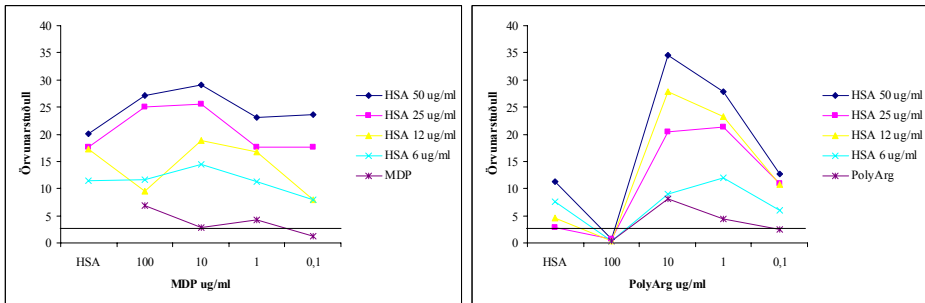 Örvunarstuðull
40
35
30
25
20
15
10
5
0
HSA 100 10 1 0,1
MDP ug/ml
HSA 50 ug/ml
HSA 25 ug/ml
HSA 12 ug/ml
HSA 6 ug/ml
MDP
Örvunarstuðull
40
35
30
25
20
15
10
5
0
HSA 100 10 1 0,1
PolyArg ug/ml
HSA 50 ug/ml
HSA 25 ug/ml
HSA 12 ug/ml
HSA 6 ug/ml
PolyArg